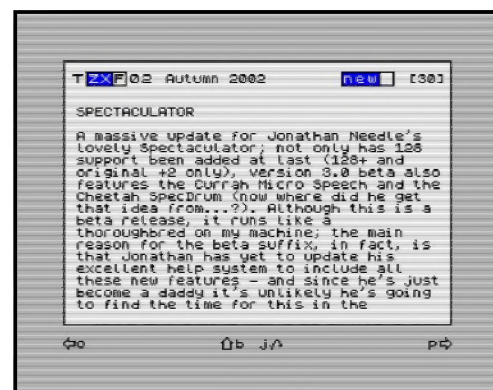 TZXF02 Autumn 2002 new [30]
SPECTACULATOR
A massive update for Jonathan Needle's
lovely Spectaculator; not only has 128
support been added at last (128+ and
original +2 only), version 3.0 beta also
features the Currah Micro Speech and the
Cheetah SpecDrum (now where did he get
that idea from...?). Although this is a
beta release, it runs like a
thoroughbred on my machine; the main
reason for the beta suffix, in fact, is
that Jonathan has yet to update his
excellent help system to include all
these new features - and since he's just
become a daddy it's unlikely he's going
to find the time for this in the
⇦o ⇧b j/^ p⇨